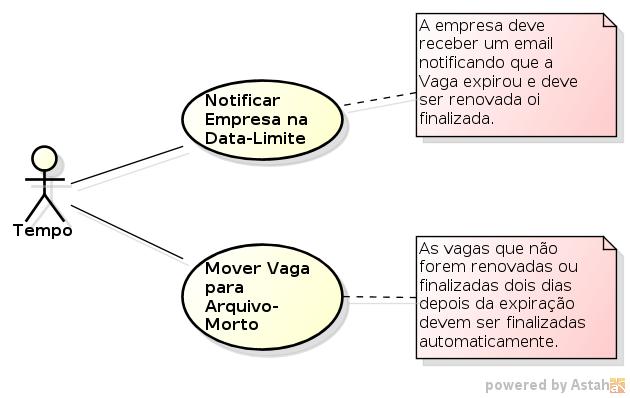 A empresa deve
receber um email
notificando que a
Vaga expirou e deve
ser renovada oi
finalizada.
Notificar
Empresa na
Data-Limite
Tempo
Mover Vaga
para
Arquivo-
Morto
As vagas que não
forem renovadas ou
finalizadas dois dias
depois da expiração
devem ser finalizadas
automaticamente.
powered by Astah